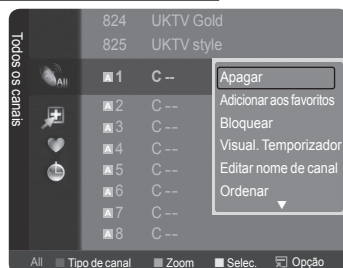 Todos os canais
824 UKTV Gold
825 UKTV style
All
A 1 C --
A 2 C --
A 3 C --
A 4 C --
A 5 C --
A 6 C --
A 7 C --
A 8 C --
Apagar
Adicionar aos favoritos
Bloquear
Visual. Temporizador
Editar nome de canal
Ordenar
All Tipo de canal Zoom Selec. Opção